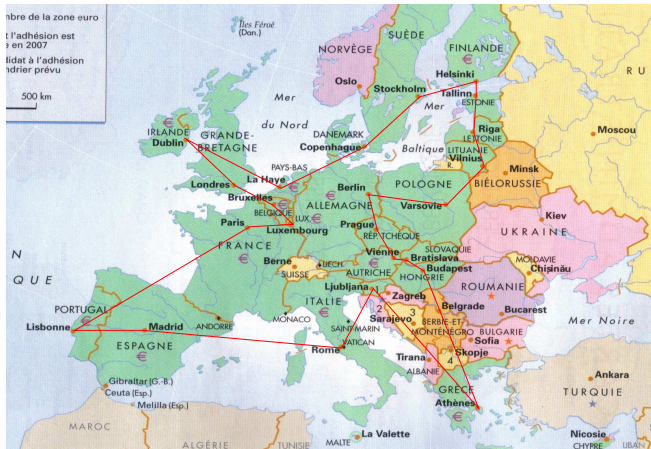 mbre de la zone euro
t l'adhésion est
e en 2007
didat à l'adhésion
ndrier prévu
500 km
Îles Féroé
(Dan.)
SUÈDE
NORVÈGE
FINLANDE
Oslo
Helsinki
Stockholm
Tallinn
ESTONIE
RU
Mer
du Nord
Mer
Baltique
IRLANDE
Dublin
GRANDE-
BRETAGNE
DANEMARK
Copenhague
Riga
LETTONIE
LITUANIE
Vilnius
R.
Moscou
Minsk
BIÉLORUSSIE
PAYS-BAS
La Haye
Londres
Bruxelles
BELGIQUE
LUX.
Luxembourg
Berlin
ALLEMAGNE
POLOGNE
Varsovie
Kiev
UKRAINE
Paris
FRANCE
Prague
RÉP. TCHÈQUE
SLOVAQUIE
Vienne
Bratislava
Budapest
AUTRICHE
HONGRIE
MOLDAVIE
Chișinău
Berne
SUISSE
LIECH.
N
QUE
Ljubljana
Zagreb
ROUMANIE
Bucarest
ITALIE
2
3
Sarajevo
Belgrade
SERBIE-ET-
MONTÉNÉGRO
BULGARIE
Sofia
Mer Noire
PORTUGAL
Lisbonne
Madrid
ESPAGNE
ANDORRE
MONACO
SAINT-MARIN
VATICAN
Rome
Tirana
ALBANIE
Skopje
4
GRÈCE
Athènes
Ankara
TURQUIE
Gibraltar (G.-B.)
Ceuta (Esp.)
Melilla (Esp.)
MAROC
ALGÉRIE
TUNISIE
MALTE
La Valette
Nicosie
CHYPRE
LIBAN